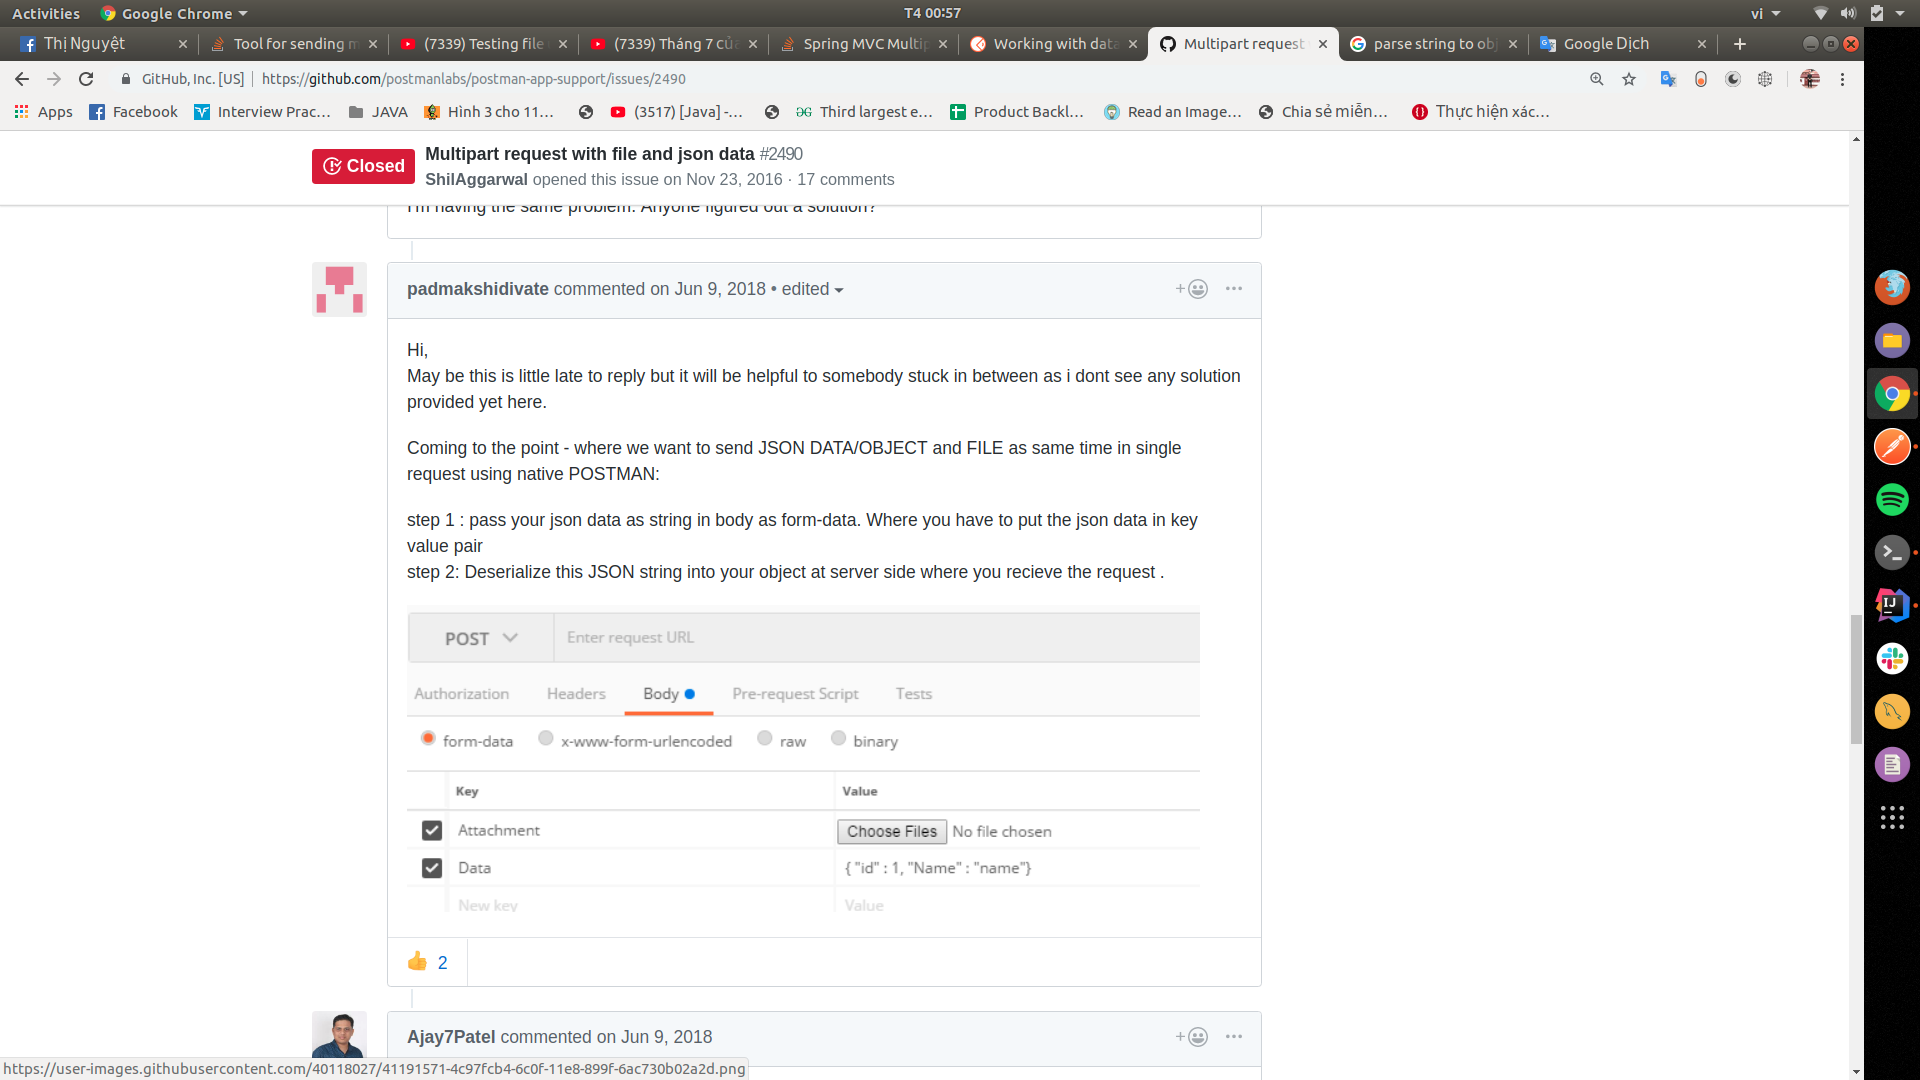 Activities Google Chrome T4 00:57 vi
Thị Nguyệt Tool for sending m (7339) Testing file (7339) Tháng 7 củ Spring MVC Multip Working with data Multipart request parse string to obj Google Dịch
GitHub, Inc. [US] https://github.com/postmanlabs/postman-app-support/issues/2490
Apps Facebook Interview Prac... JAVA Hình 3 cho 11... (3517) [Java] -... Third largest e... Product Backl... Read an Image... Chia sẻ miễn... Thực hiện xác...
Closed Multipart request with file and json data #2490
ShilAggarwal opened this issue on Nov 23, 2016 · 17 comments
I'm having the same problem. Anyone figured out a solution?
padmakshidivate commented on Jun 9, 2018 • edited
Hi,
May be this is little late to reply but it will be helpful to somebody stuck in between as i dont see any solution
provided yet here.
Coming to the point - where we want to send JSON DATA/OBJECT and FILE as same time in single
request using native POSTMAN:
step 1 : pass your json data as string in body as form-data. Where you have to put the json data in key
value pair
step 2: Deserialize this JSON string into your object at server side where you recieve the request .
POST Enter request URL
Authorization Headers Body Pre-request Script Tests
form-data x-www-form-urlencoded raw binary
Key Value
Attachment Choose Files No file chosen
Data { "id" : 1, "Name" : "name"}
New key Value
2
Ajay7Patel commented on Jun 9, 2018
https://user-images.githubusercontent.com/40118027/41191571-4c97fcb4-6c0f-11e8-899f-6ac730b02a2d.png